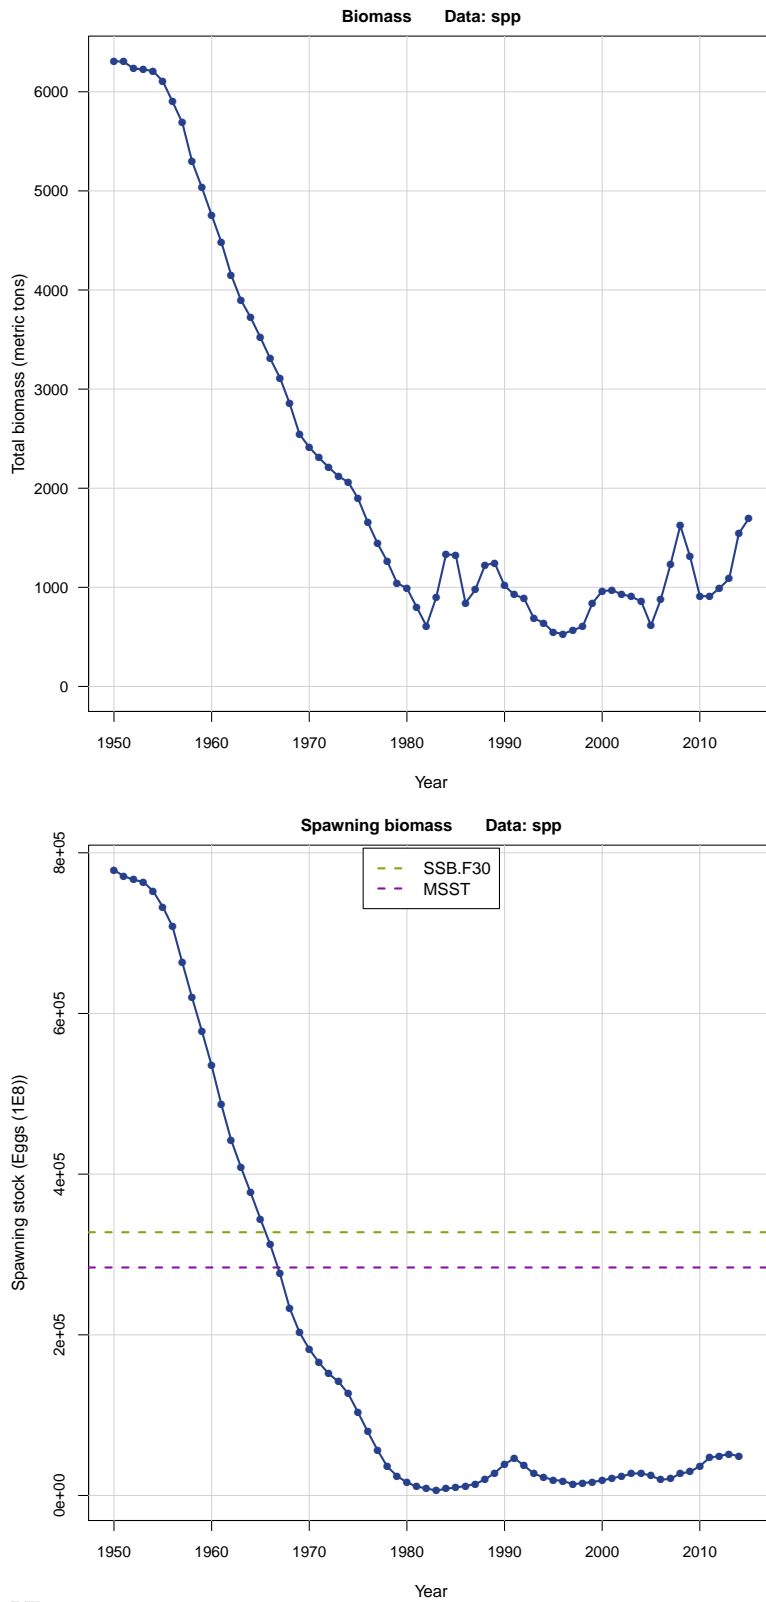 Biomass Data: spp
Total biomass (metric tons)
6000
5000
4000
3000
2000
1000
0
1950 1960 1970 1980 1990 2000 2010
Year
Spawning biomass Data: spp
SSB.F30
MSST
Spawning stock (Eggs (1E8))
8e+05
6e+05
4e+05
2e+05
0e+00
1950 1960 1970 1980 1990 2000 2010
Year